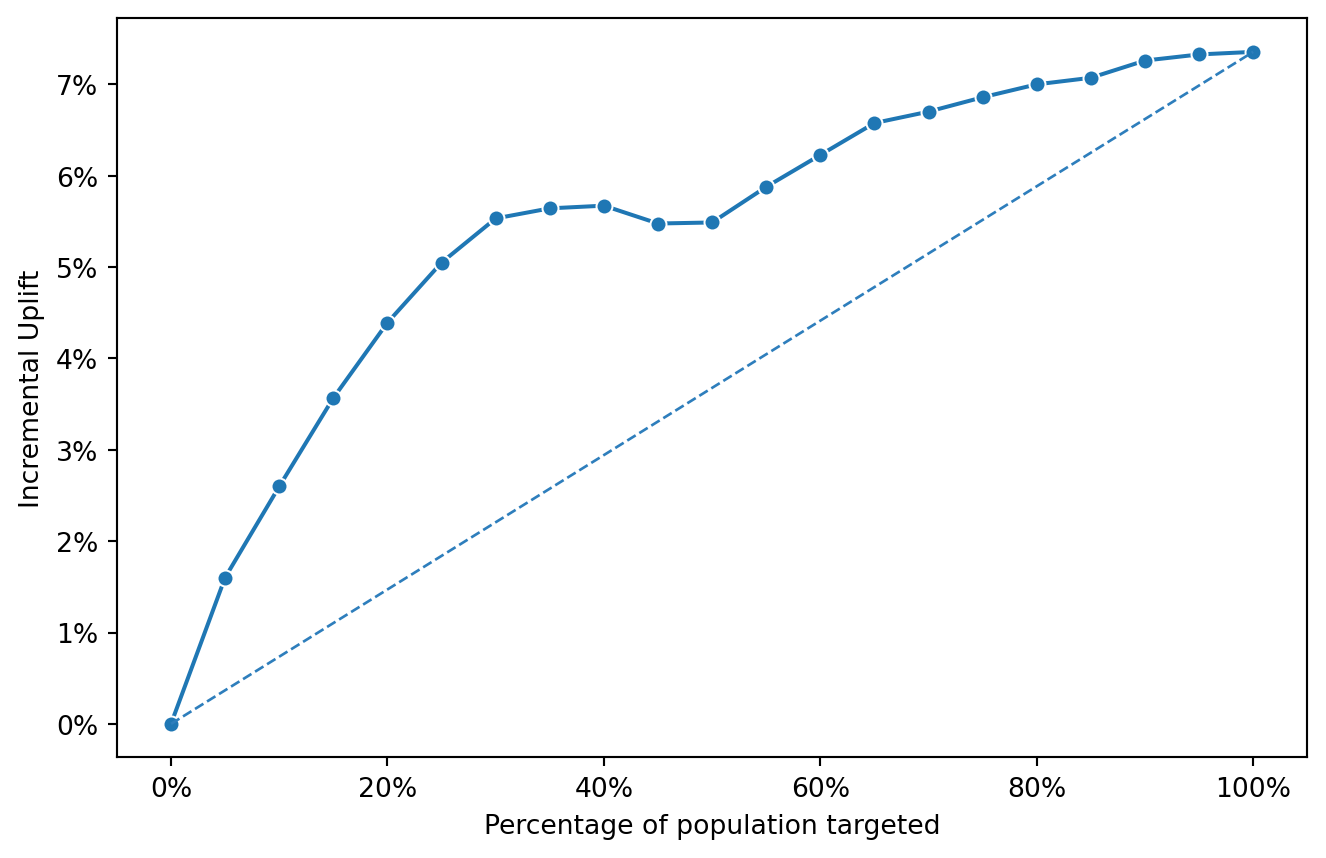 7%
6%
5%
4%
3%
2%
1%
0%
Incremental Uplift
0% 20% 40% 60% 80% 100%
Percentage of population targeted